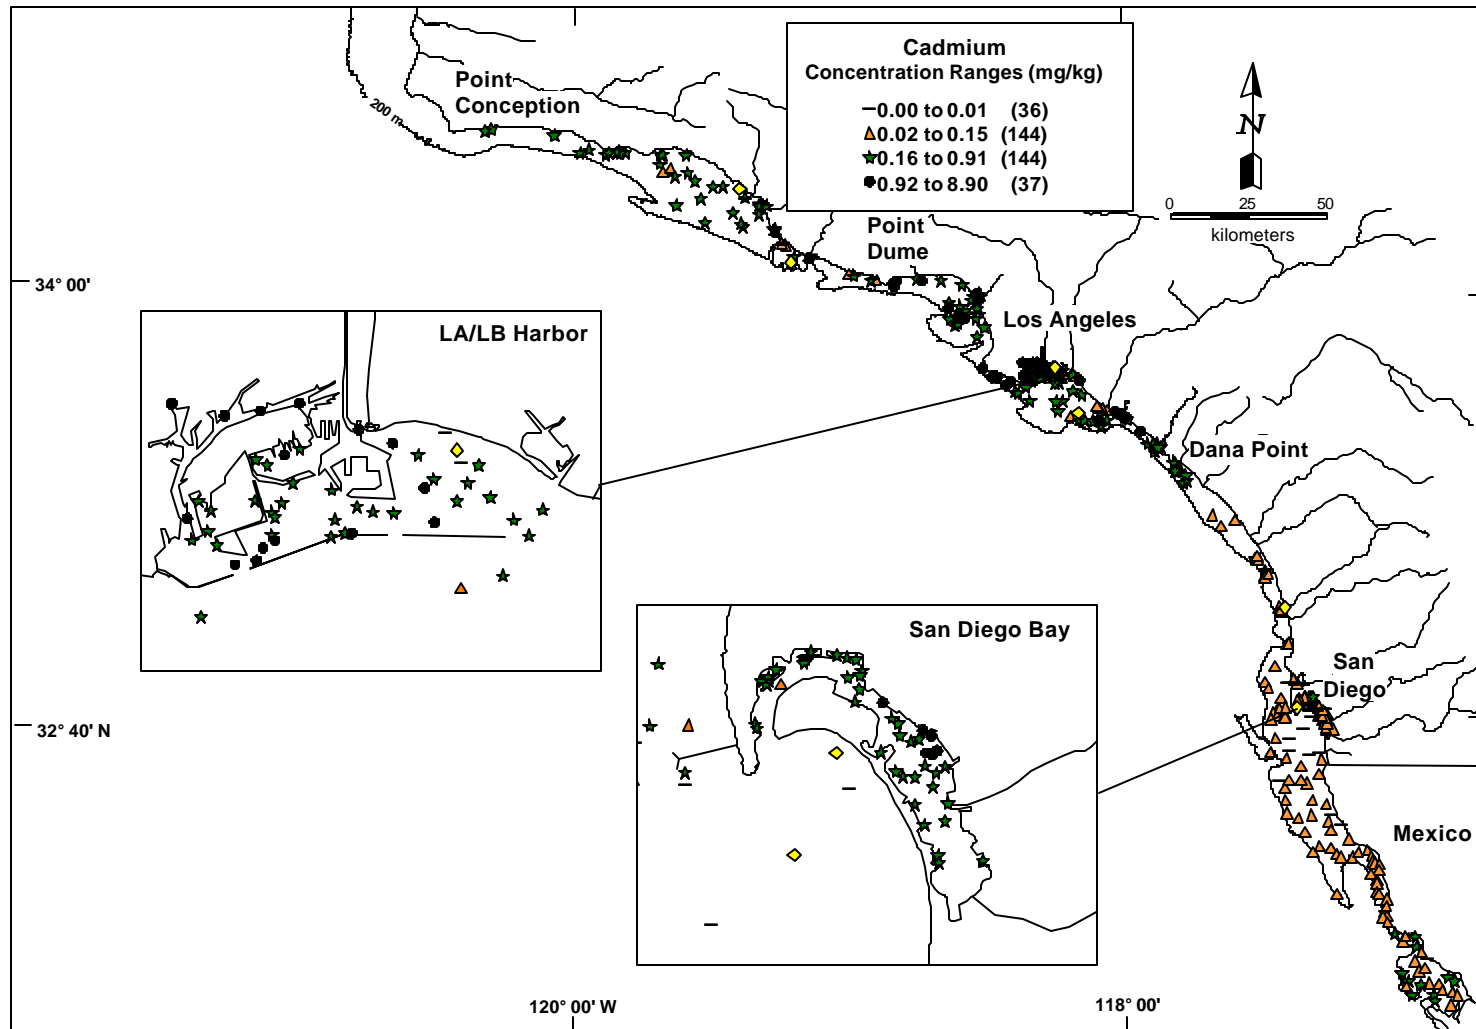 Cadmium
Concentration Ranges (mg/kg)
0.00 to 0.01 (36)
0.02 to 0.15 (144)
0.16 to 0.91 (144)
0.92 to 8.90 (37)
N
0 25 50
kilometers
Point
Conception
200 m
Point
Dume
34° 00'
LA/LB Harbor
Los Angeles
Dana Point
San Diego Bay
San
Diego
32° 40' N
Mexico
120° 00' W
118° 00'